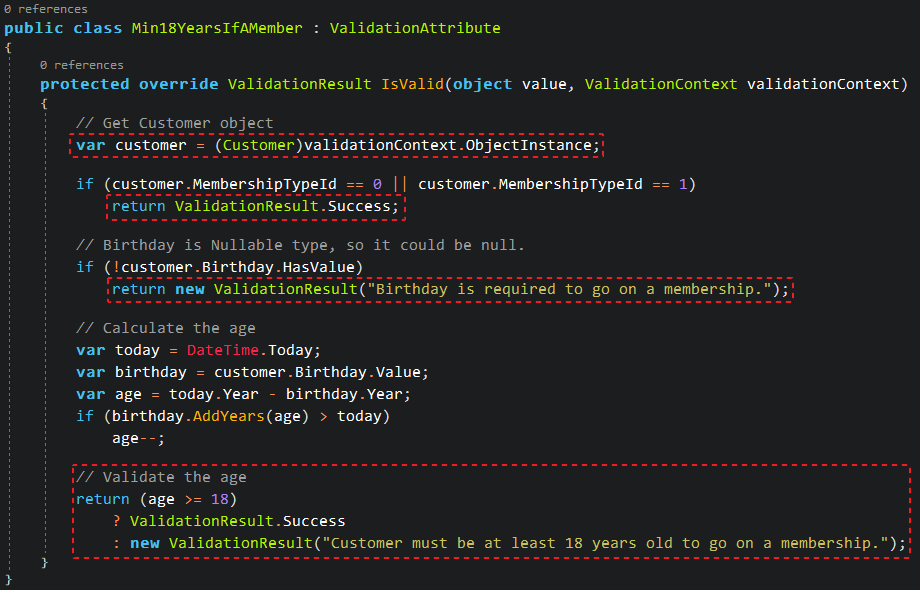 0 references
public class Min18YearsIfAMember : ValidationAttribute
{
0 references
protected override ValidationResult IsValid(object value, ValidationContext validationContext)
{
// Get Customer object
var customer = (Customer)validationContext.ObjectInstance;
if (customer.MembershipTypeId == 0 || customer.MembershipTypeId == 1)
return ValidationResult.Success;
// Birthday is Nullable type, so it could be null.
if (!customer.Birthday.HasValue)
return new ValidationResult("Birthday is required to go on a membership.");
// Calculate the age
var today = DateTime.Today;
var birthday = customer.Birthday.Value;
var age = today.Year - birthday.Year;
if (birthday.AddYears(age) > today)
age--;
// Validate the age
return (age >= 18)
? ValidationResult.Success
: new ValidationResult("Customer must be at least 18 years old to go on a membership.");
}
}